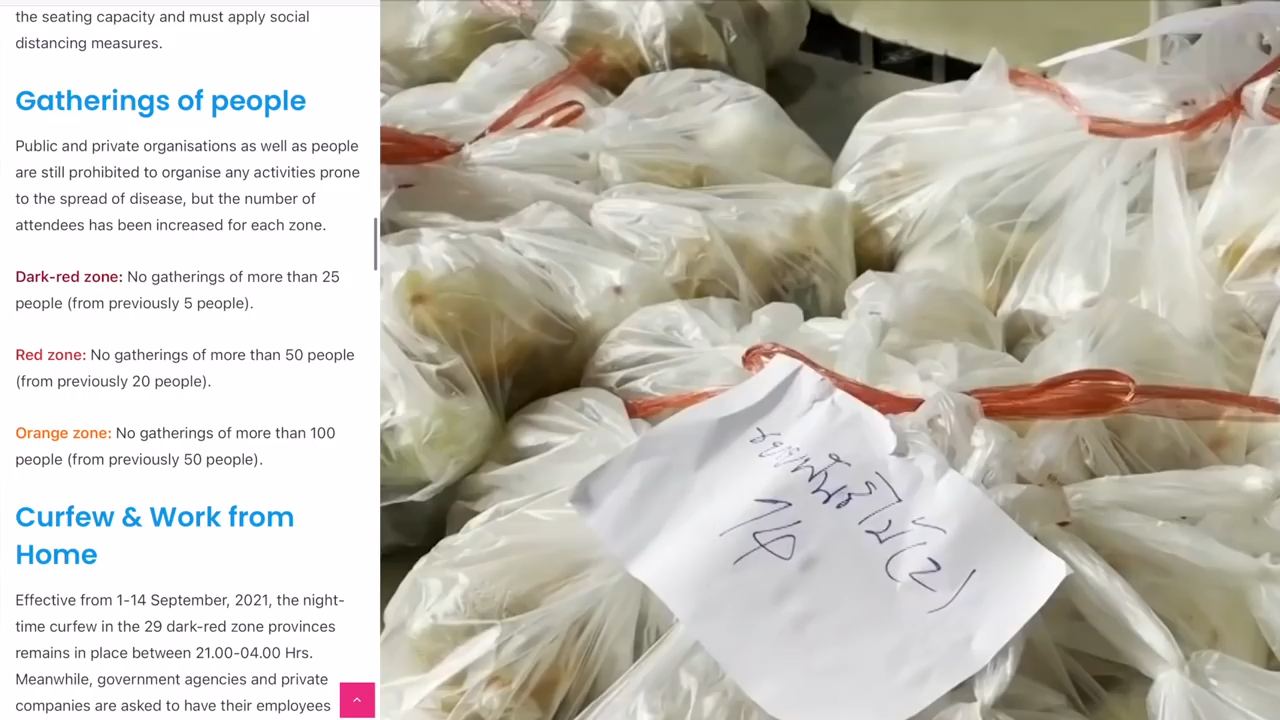 the seating capacity and must apply social
distancing measures.
Gatherings of people
Public and private organisations as well as people
are still prohibited to organise any activities prone
to the spread of disease, but the number of
attendees has been increased for each zone.
Dark-red zone: No gatherings of more than 25
people (from previously 5 people).
Red zone: No gatherings of more than 50 people
(from previously 20 people).
Orange zone: No gatherings of more than 100
people (from previously 50 people).
Curfew & Work from
Home
Effective from 1-14 September, 2021, the night-
time curfew in the 29 dark-red zone provinces
remains in place between 21.00-04.00 Hrs.
Meanwhile, government agencies and private
companies are asked to have their employees
(2)
74